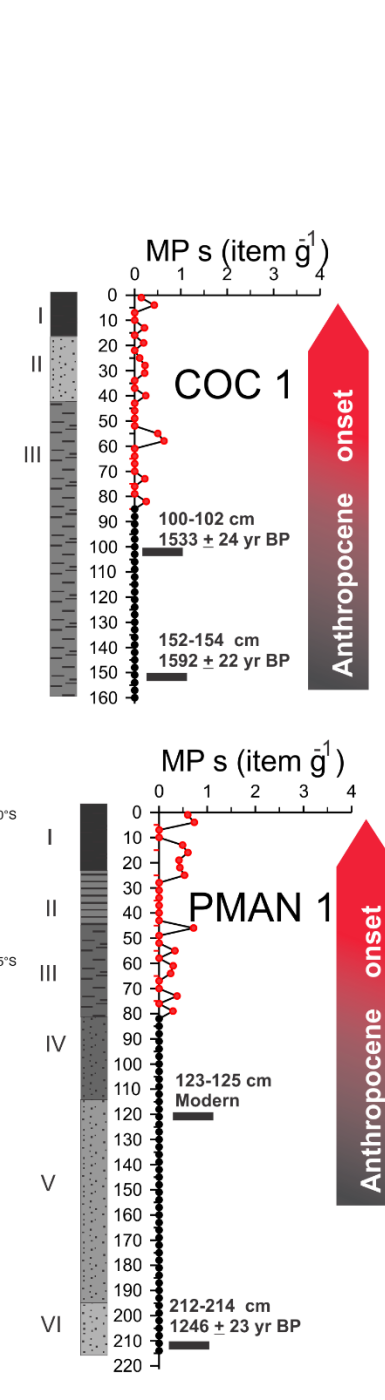 MP s (item g⁻¹)
0 1 2 3 4
0
10
20
30
40
50
60
70
80
90
100
110
120
130
140
150
160
I
II
III
COC 1
100-102 cm
1533 ± 24 yr BP
152-154 cm
1592 ± 22 yr BP
Anthropocene onset
MP s (item g⁻¹)
0 1 2 3 4
0°S
5°S
0
10
20
30
40
50
60
70
80
90
100
110
120
130
140
150
160
170
180
190
200
210
220
I
II
III
IV
V
VI
PMAN 1
123-125 cm
Modern
212-214 cm
1246 ± 23 yr BP
Anthropocene onset